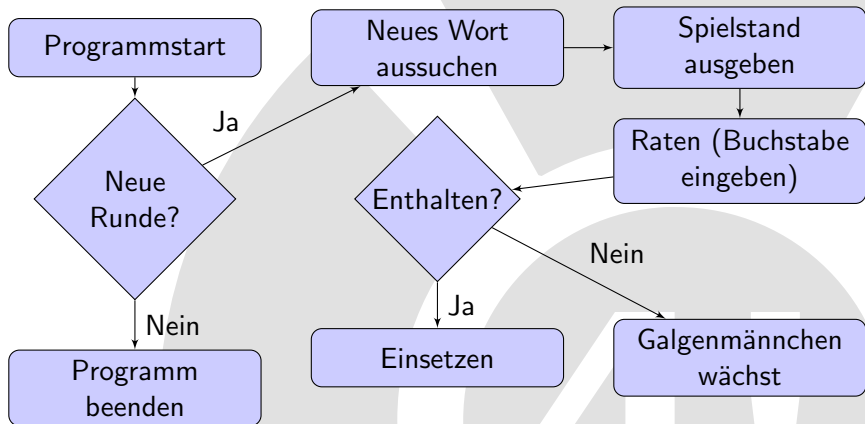 Programmstart
Neues Wort
aussuchen
Spielstand
ausgeben
Ja
Neue
Runde?
Enthalten?
Raten (Buchstabe
eingeben)
Nein
Nein
Ja
Programm
beenden
Einsetzen
Galgenmännchen
wächst